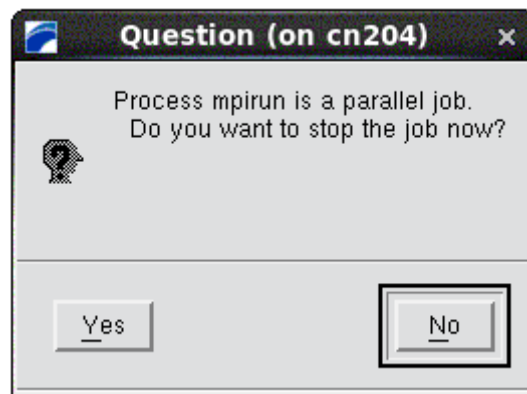 Question (on cn204)
Process mpirun is a parallel job.
Do you want to stop the job now?
Yes
No